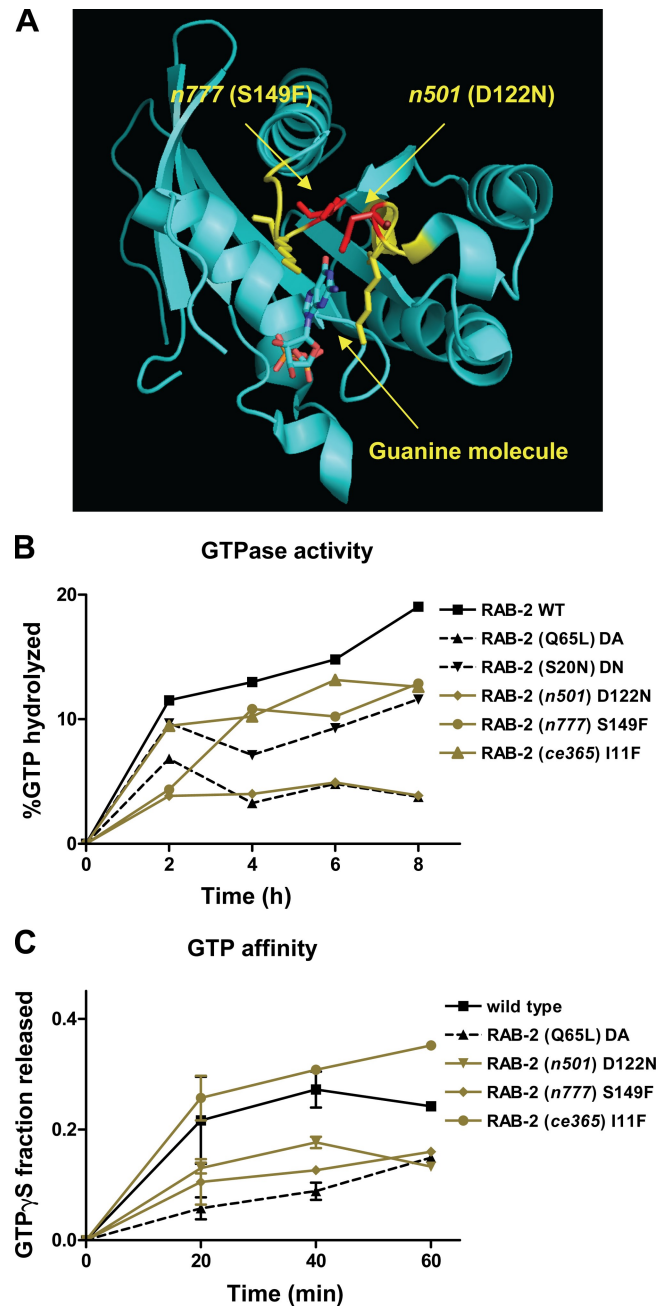 A
n777 (S149F)
n501 (D122N)
Guanine molecule
B
GTPase activity
%GTP hydrolyzed
20
10
0
0 2 4 6 8
Time (h)
RAB-2 WT
RAB-2 (Q65L) DA
RAB-2 (S20N) DN
RAB-2 (n501) D122N
RAB-2 (n777) S149F
RAB-2 (ce365) I11F
C
GTP affinity
GTPγS fraction released
0.4
0.2
0.0
0 20 40 60
Time (min)
wild type
RAB-2 (Q65L) DA
RAB-2 (n501) D122N
RAB-2 (n777) S149F
RAB-2 (ce365) I11F